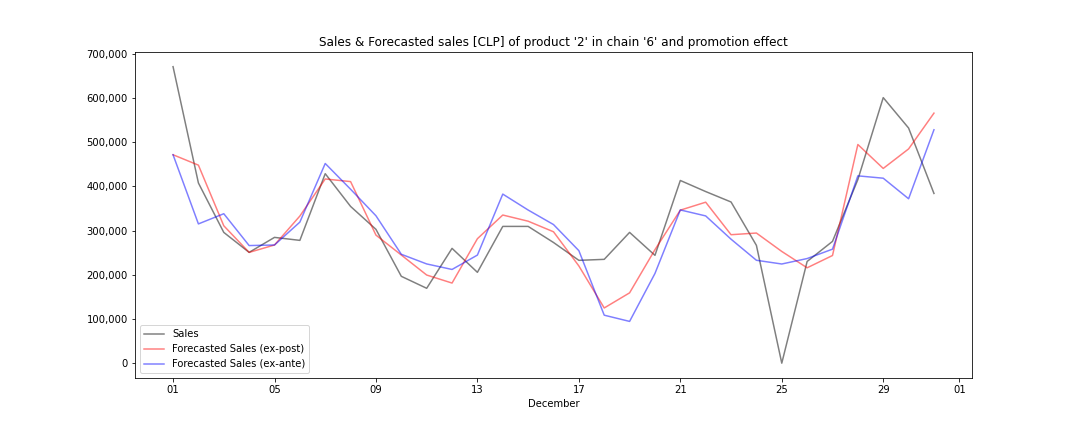 Sales & Forecasted sales [CLP] of product '2' in chain '6' and promotion effect
700,000
600,000
500,000
400,000
300,000
200,000
100,000
0
Sales
Forecasted Sales (ex-post)
Forecasted Sales (ex-ante)
01 05 09 13 17 21 25 29 01
December